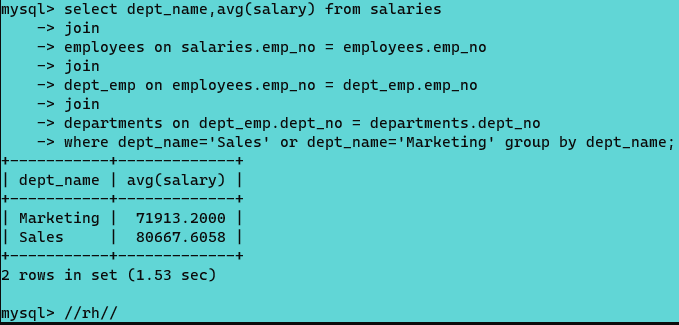 mysql> select dept_name,avg(salary) from salaries
    -> join
    -> employees on salaries.emp_no = employees.emp_no
    -> join
    -> dept_emp on employees.emp_no = dept_emp.emp_no
    -> join
    -> departments on dept_emp.dept_no = departments.dept_no
    -> where dept_name='Sales' or dept_name='Marketing' group by dept_name;
+-----------+-------------+
| dept_name | avg(salary) |
+-----------+-------------+
| Marketing |  71913.2000 |
| Sales     |  80667.6058 |
+-----------+-------------+
2 rows in set (1.53 sec)

mysql> //rh//